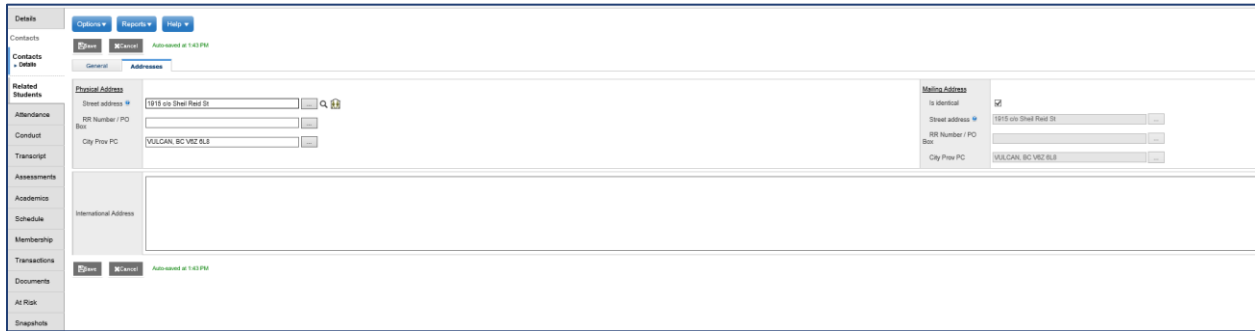 Details
Contacts
Contacts
Details
Related
Students
Attendance
Conduct
Transcript
Assessments
Academics
Schedule
Membership
Transactions
Documents
At Risk
Snapshots
Options Reports Help
Save Cancel Auto-saved at 1:43 PM
General Addresses
Physical Address
Street address 1915 c/o Sheil Reid St ...
RR Number / PO
Box ...
City Prov PC VULCAN, BC V6Z 6L8 ...
Mailing Address
Is identical
Street address 1915 c/o Sheil Reid St ...
RR Number / PO
Box ...
City Prov PC VULCAN, BC V6Z 6L8 ...
International Address
Save Cancel Auto-saved at 1:43 PM